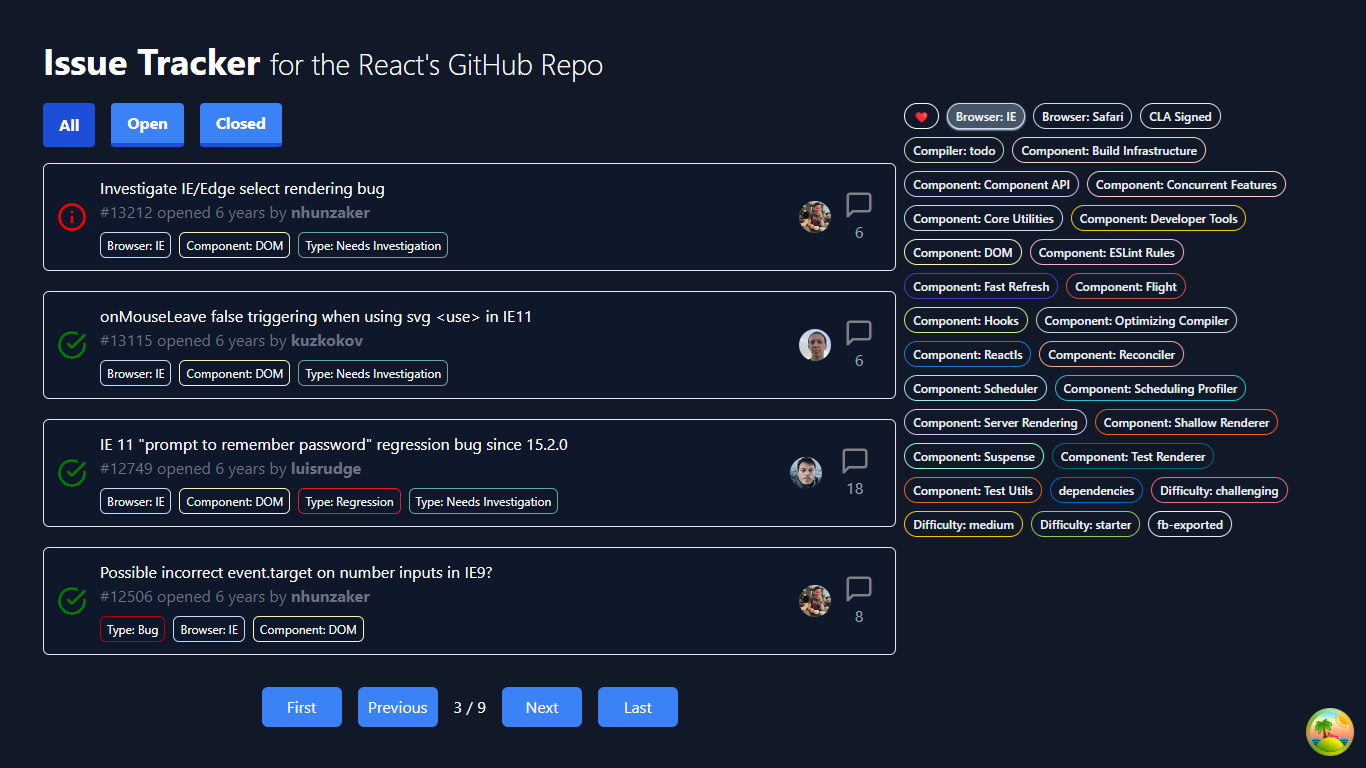 Issue Tracker for the React's GitHub Repo
All Open Closed
Investigate IE/Edge select rendering bug
#13212 opened 6 years by nhunzaker
6
Browser: IE Component: DOM Type: Needs Investigation
onMouseLeave false triggering when using svg <use> in IE11
#13115 opened 6 years by kuzkokov
6
Browser: IE Component: DOM Type: Needs Investigation
IE 11 "prompt to remember password" regression bug since 15.2.0
#12749 opened 6 years by luisrudge
18
Browser: IE Component: DOM Type: Regression Type: Needs Investigation
Possible incorrect event.target on number inputs in IE9?
#12506 opened 6 years by nhunzaker
8
Type: Bug Browser: IE Component: DOM
First Previous 3 / 9 Next Last
Browser: IE Browser: Safari CLA Signed
Compiler: todo Component: Build Infrastructure
Component: Component API Component: Concurrent Features
Component: Core Utilities Component: Developer Tools
Component: DOM Component: ESLint Rules
Component: Fast Refresh Component: Flight
Component: Hooks Component: Optimizing Compiler
Component: ReactIs Component: Reconciler
Component: Scheduler Component: Scheduling Profiler
Component: Server Rendering Component: Shallow Renderer
Component: Suspense Component: Test Renderer
Component: Test Utils dependencies Difficulty: challenging
Difficulty: medium Difficulty: starter fb-exported